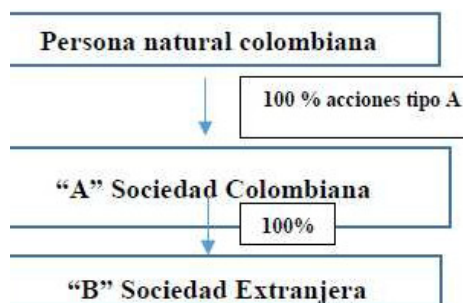 Persona natural colombiana
100 % acciones tipo A
“A” Sociedad Colombiana
100%
“B” Sociedad Extranjera